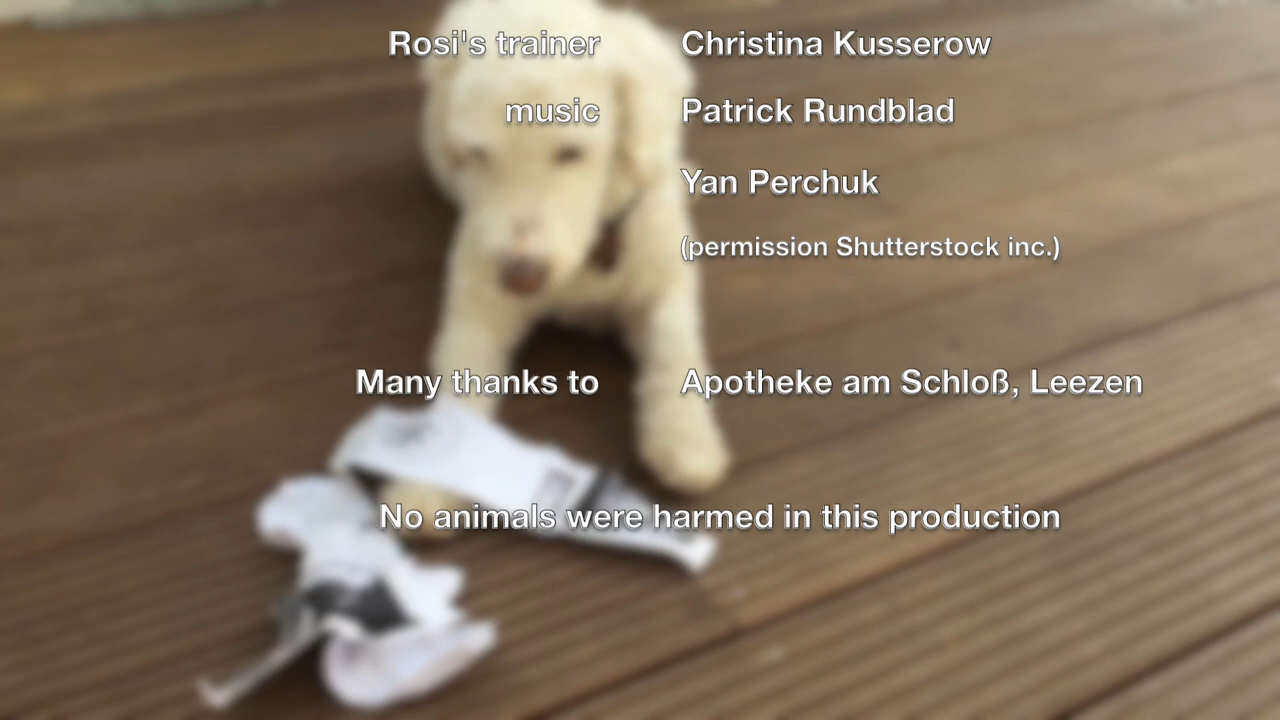 Rosi's trainer Christina Kusserow
music Patrick Rundblad
Yan Perchuk
(permission Shutterstock inc.)
Many thanks to Apotheke am Schloß, Leezen
No animals were harmed in this production